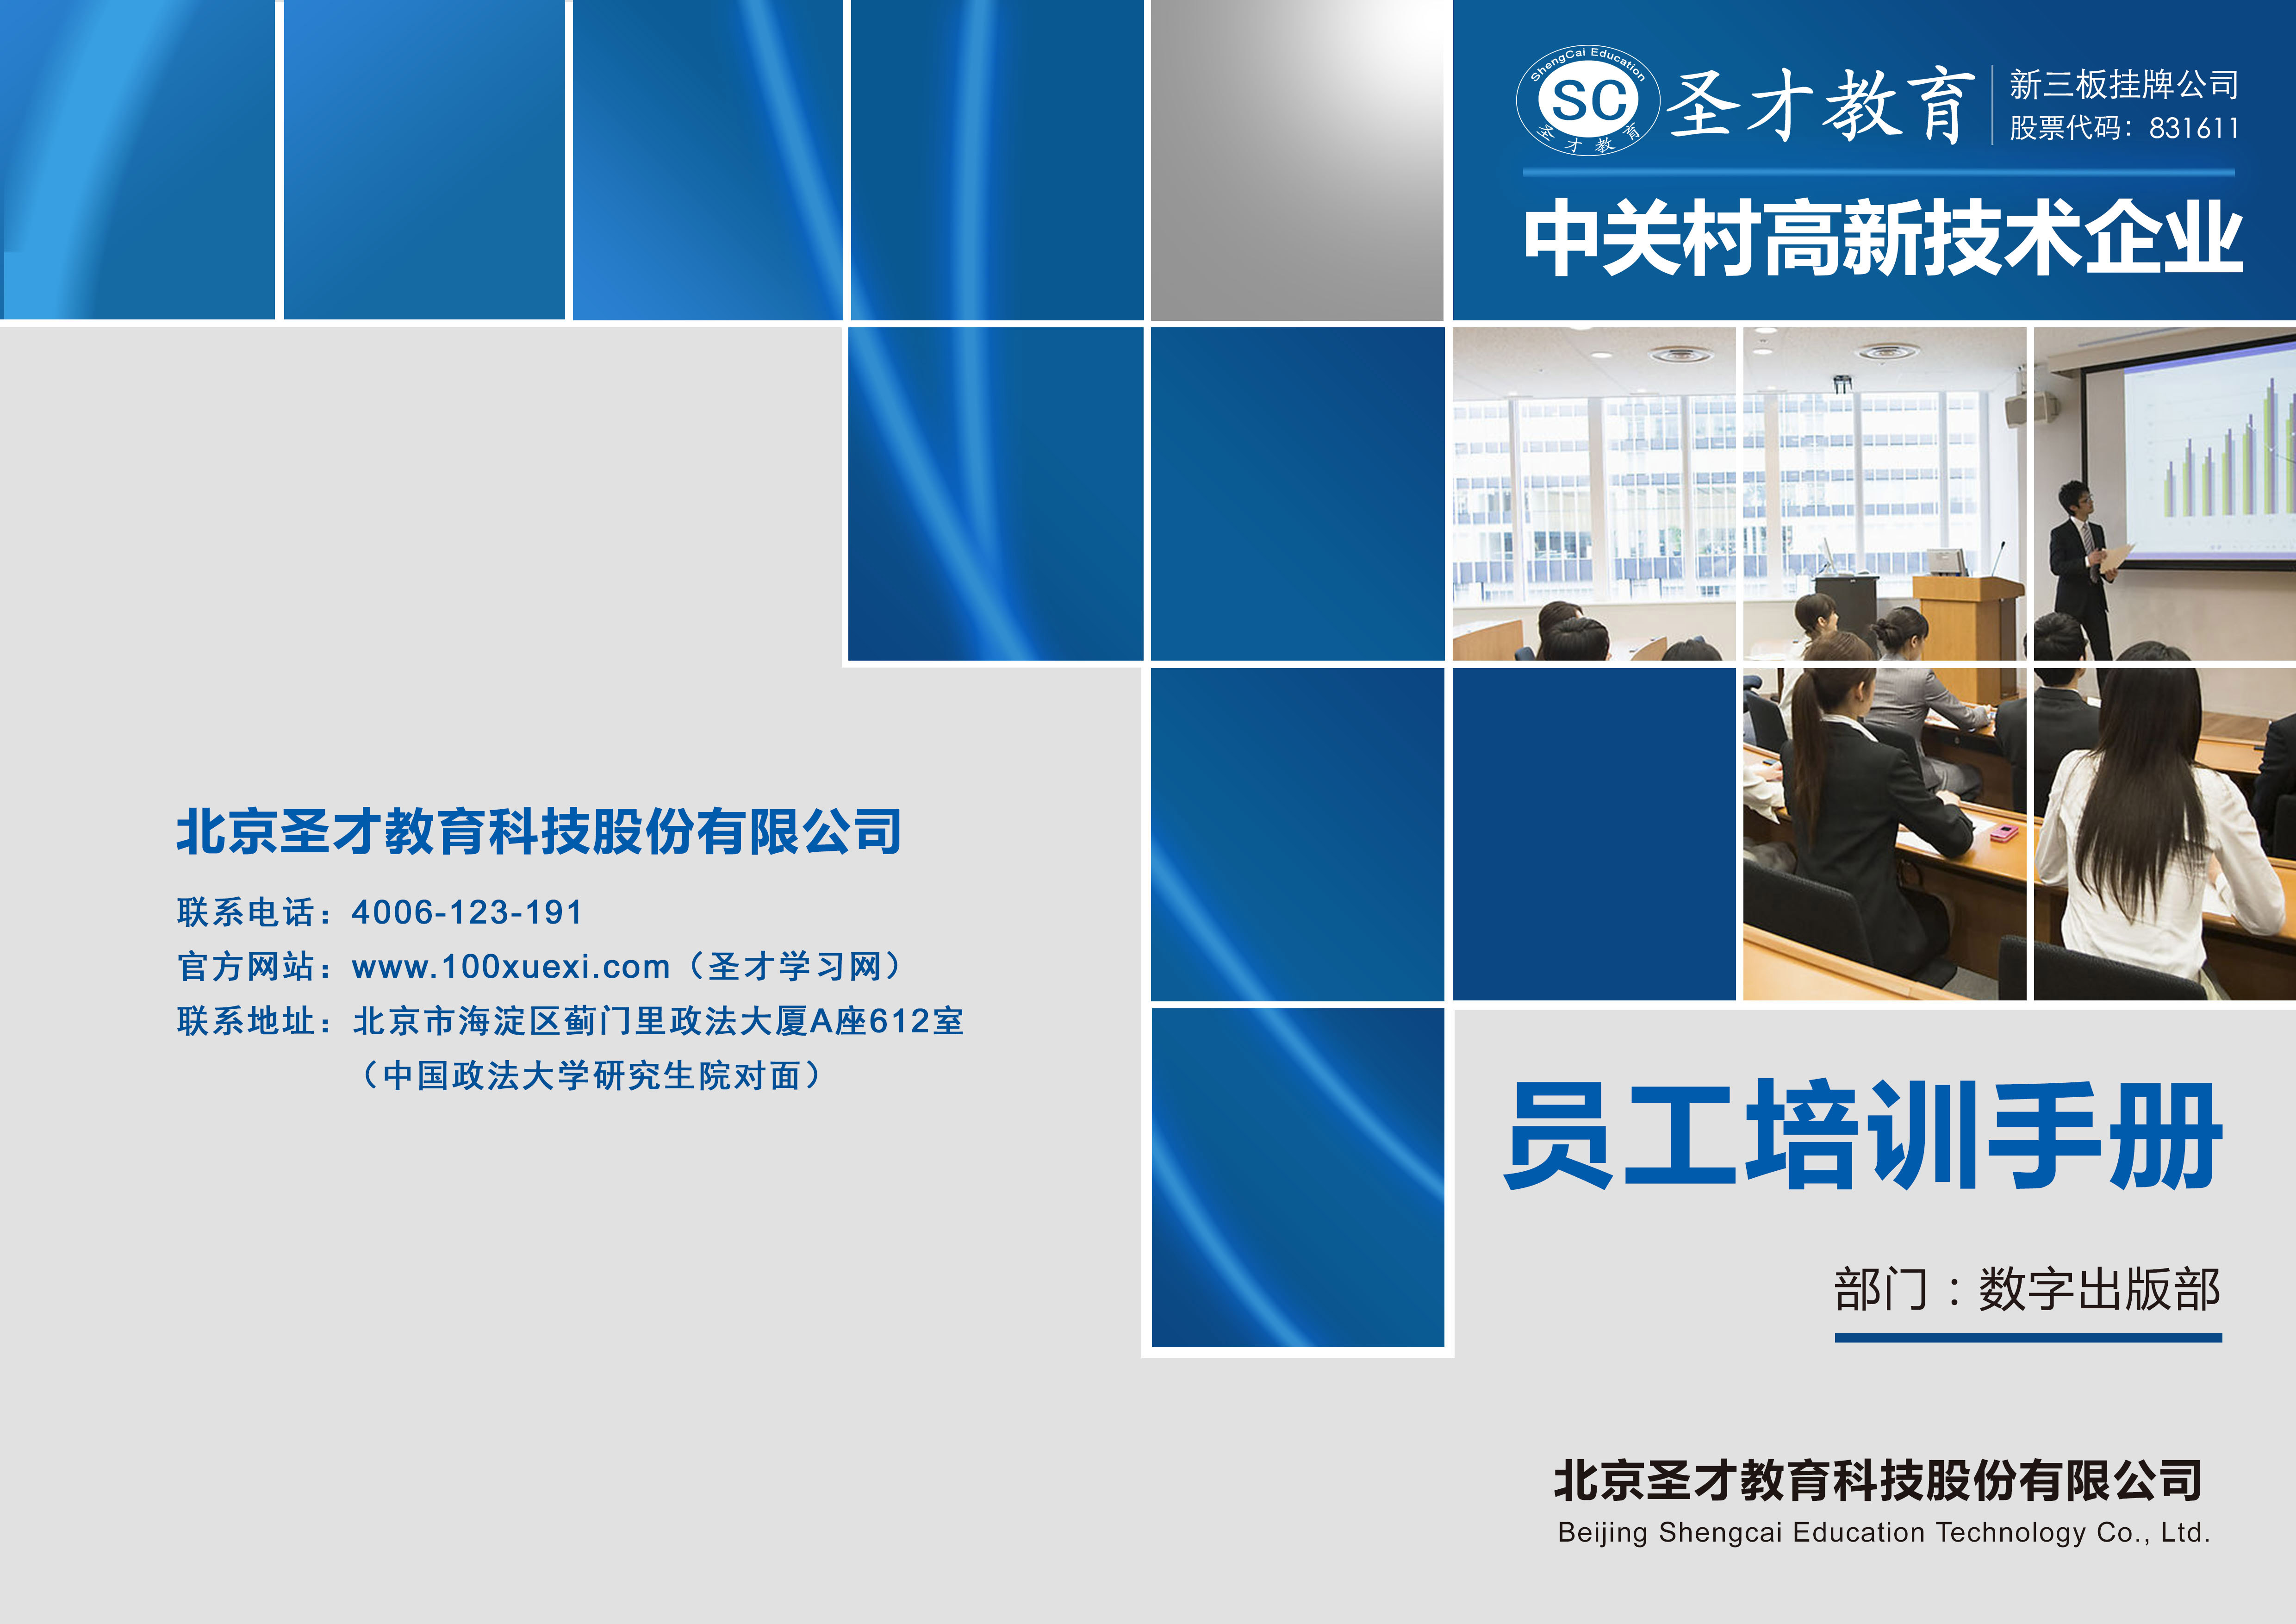 ShengCai Education
SC
圣才教育
圣才教育
新三板挂牌公司
股票代码：831611
中关村高新技术企业
北京圣才教育科技股份有限公司
联系电话：4006-123-191
官方网站：www.100xuexi.com（圣才学习网）
联系地址：北京市海淀区蓟门里政法大厦A座612室
（中国政法大学研究生院对面）
员工培训手册
部门：数字出版部
北京圣才教育科技股份有限公司
Beijing Shengcai Education Technology Co., Ltd.